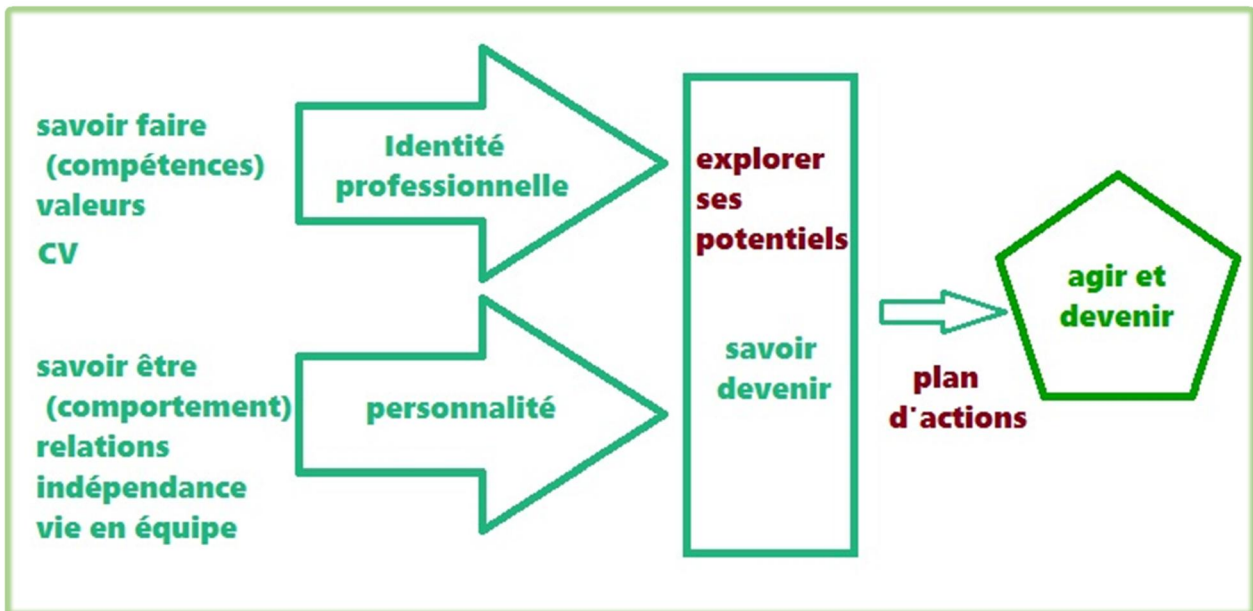 savoir faire
(compétences)
valeurs
CV
Identité
professionnelle
savoir être
(comportement)
relations
indépendance
vie en équipe
personnalité
explorer
ses
potentiels
savoir
devenir
plan
d'actions
agir et
devenir